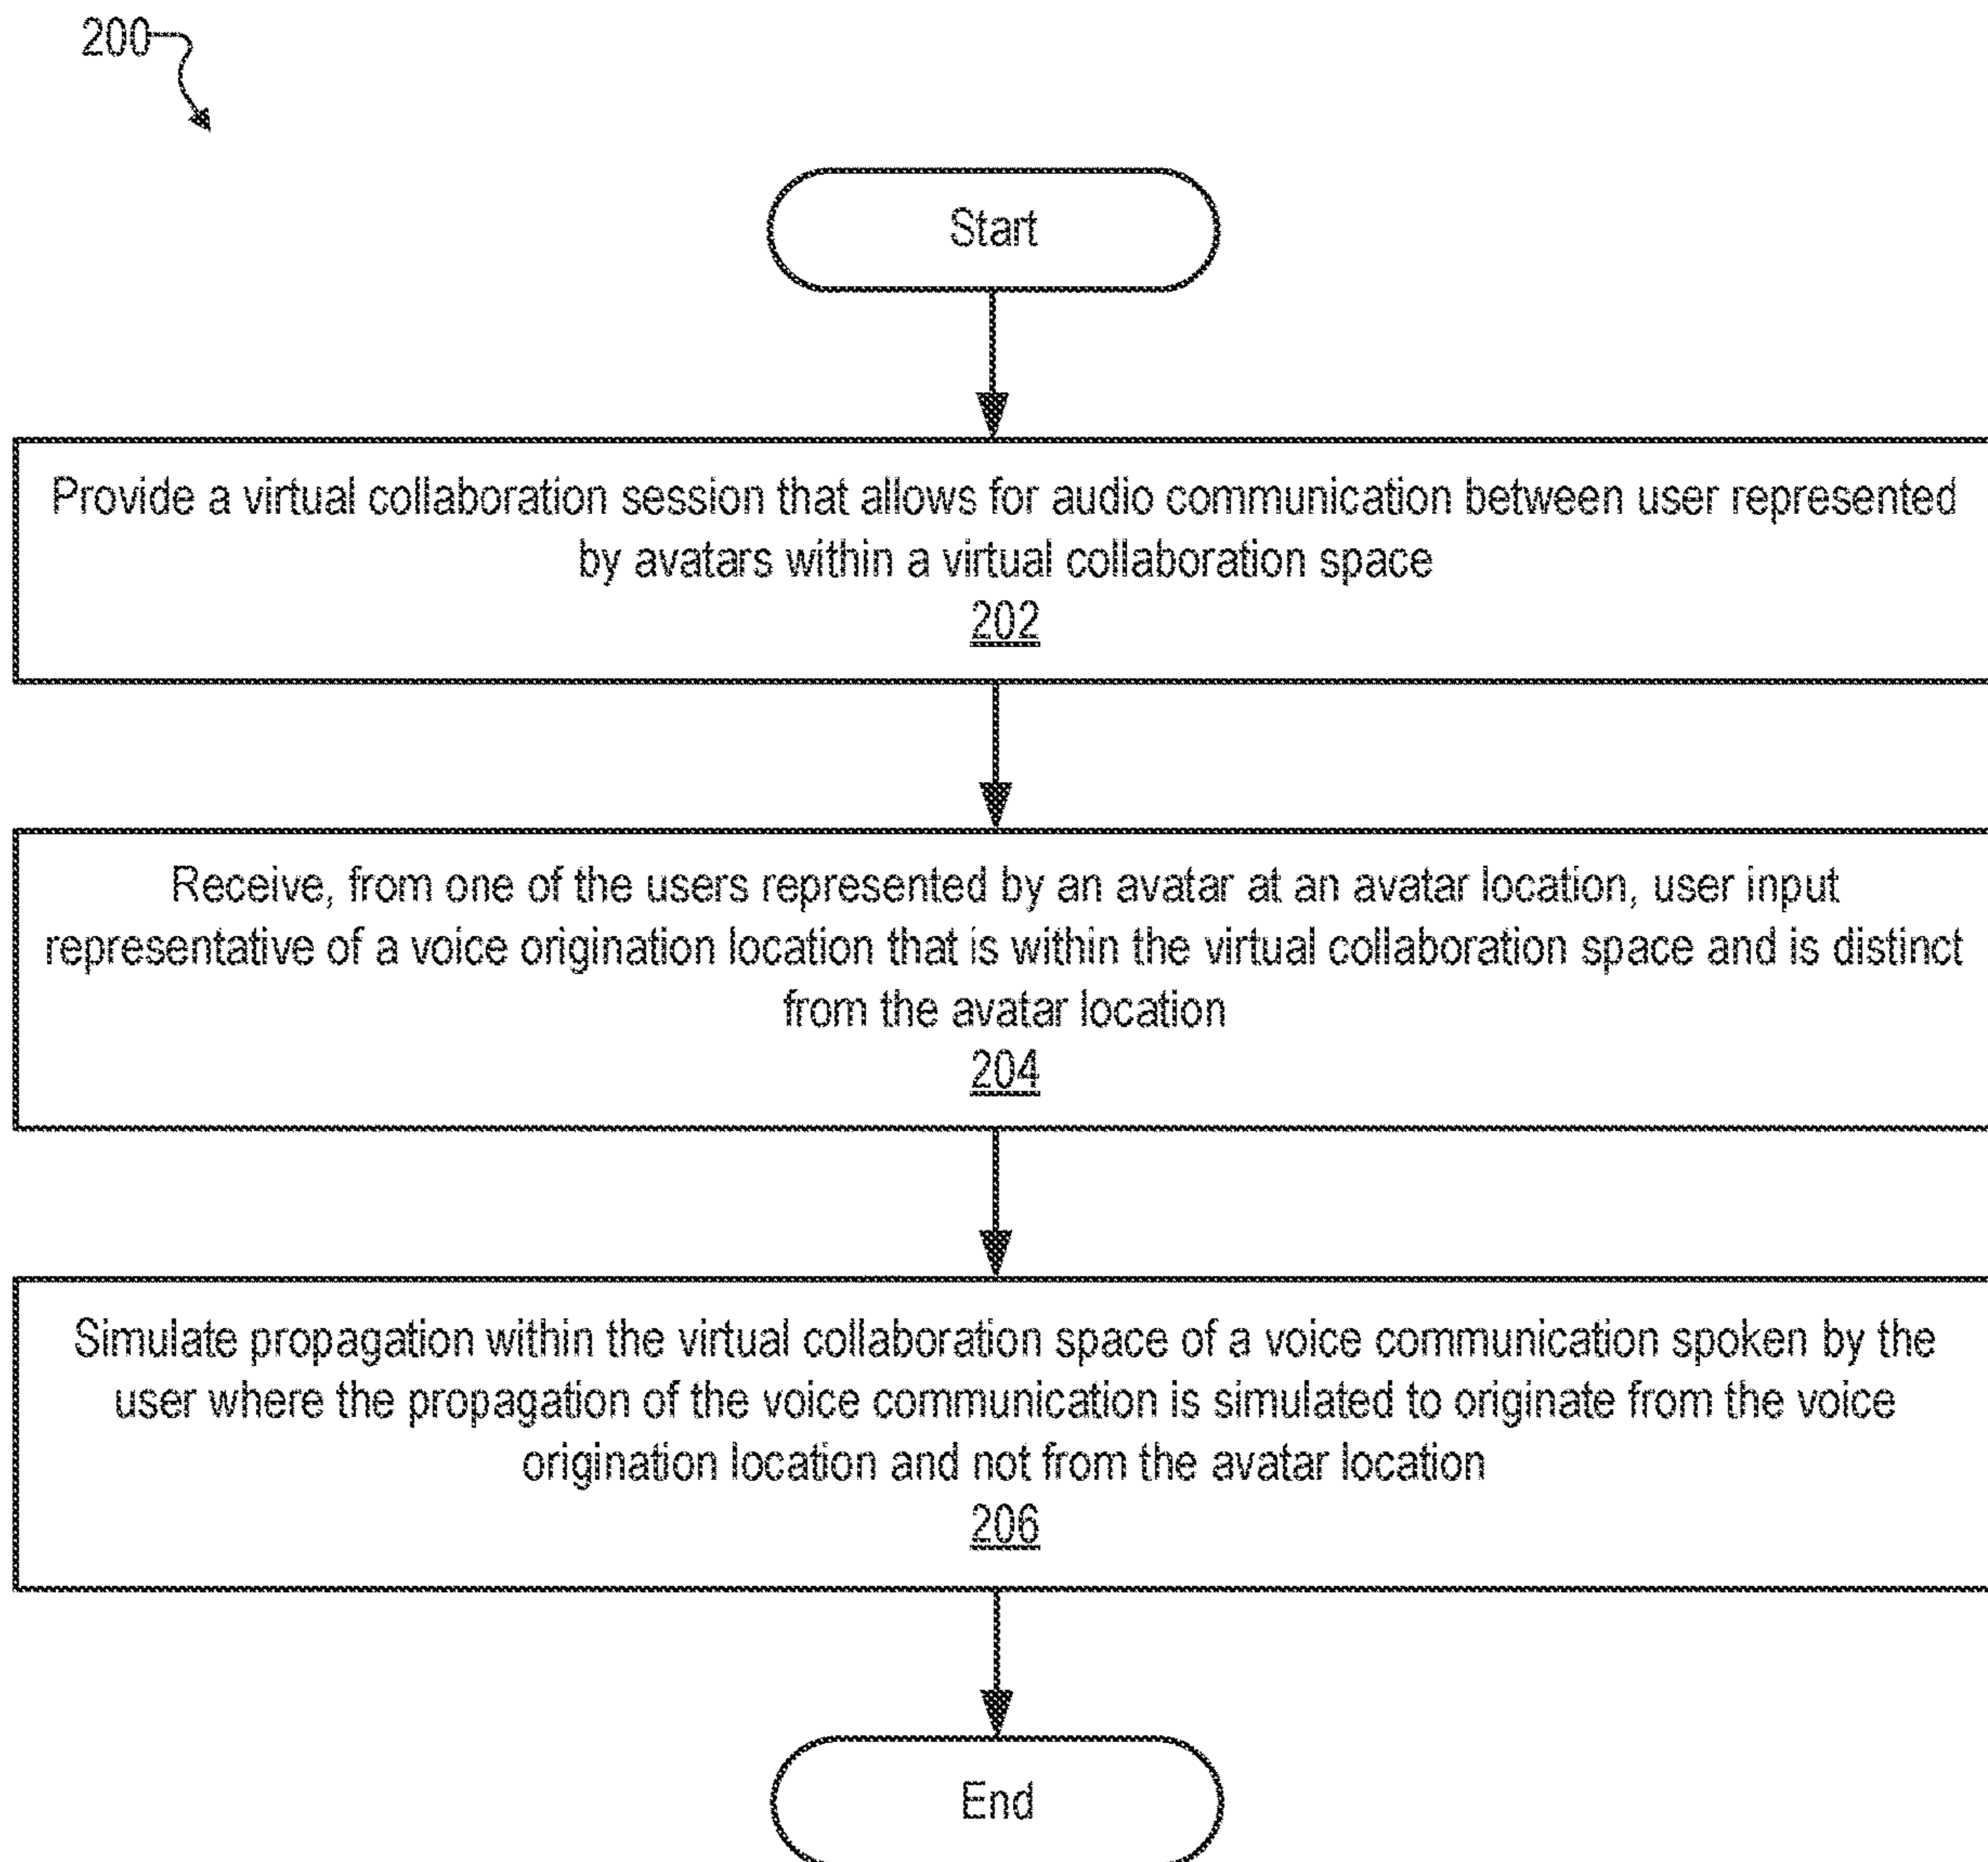 200
Start
Provide a virtual collaboration session that allows for audio communication between user represented
by avatars within a virtual collaboration space
202
Receive, from one of the users represented by an avatar at an avatar location, user input
representative of a voice origination location that is within the virtual collaboration space and is distinct
from the avatar location
204
Simulate propagation within the virtual collaboration space of a voice communication spoken by the
user where the propagation of the voice communication is simulated to originate from the voice
origination location and not from the avatar location
206
End